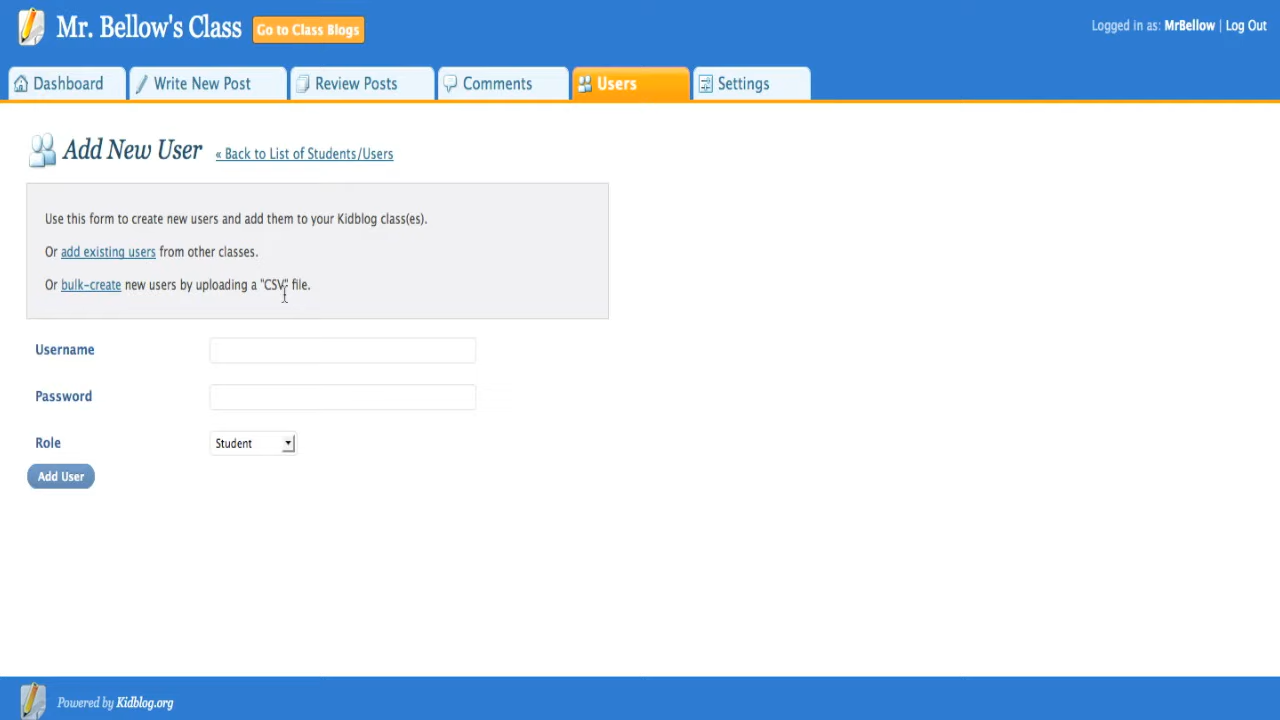 Mr. Bellow's Class Go to Class Blogs Logged in as: MrBellow | Log Out
Dashboard Write New Post Review Posts Comments Users Settings
Add New User « Back to List of Students/Users
Use this form to create new users and add them to your Kidblog class(es).
Or add existing users from other classes.
Or bulk-create new users by uploading a "CSV" file.
Username
Password
Role Student
Add User
Powered by Kidblog.org